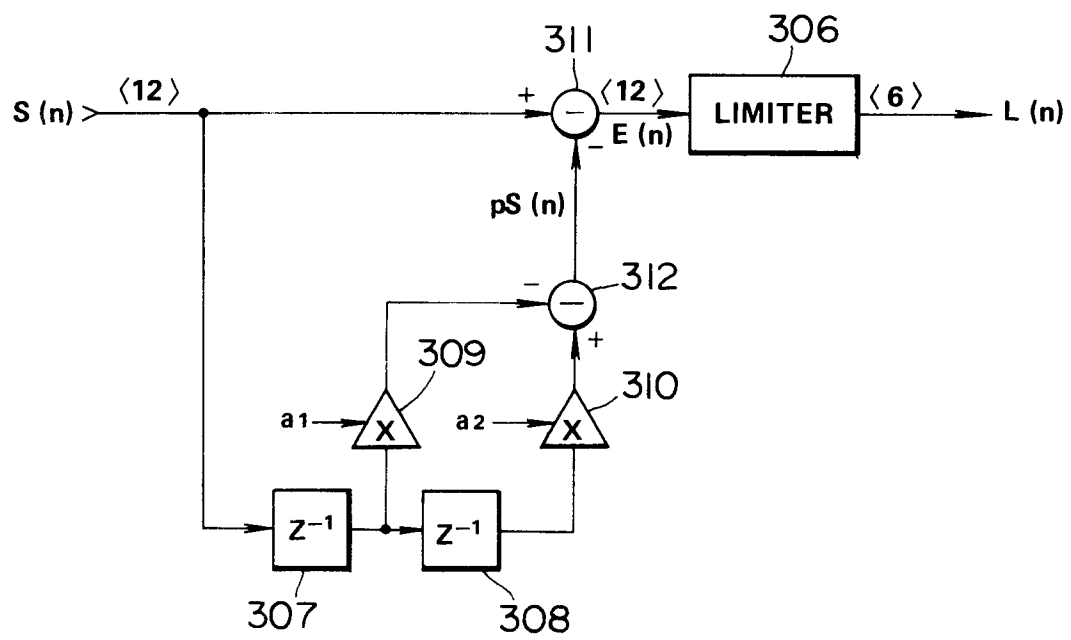 311
306
S (n)
⟨12⟩
+
−
⟨12⟩
E (n)
−
LIMITER
⟨6⟩
L (n)
pS (n)
−
−
312
+
309
310
a1
X
a2
X
Z⁻¹
Z⁻¹
307
308